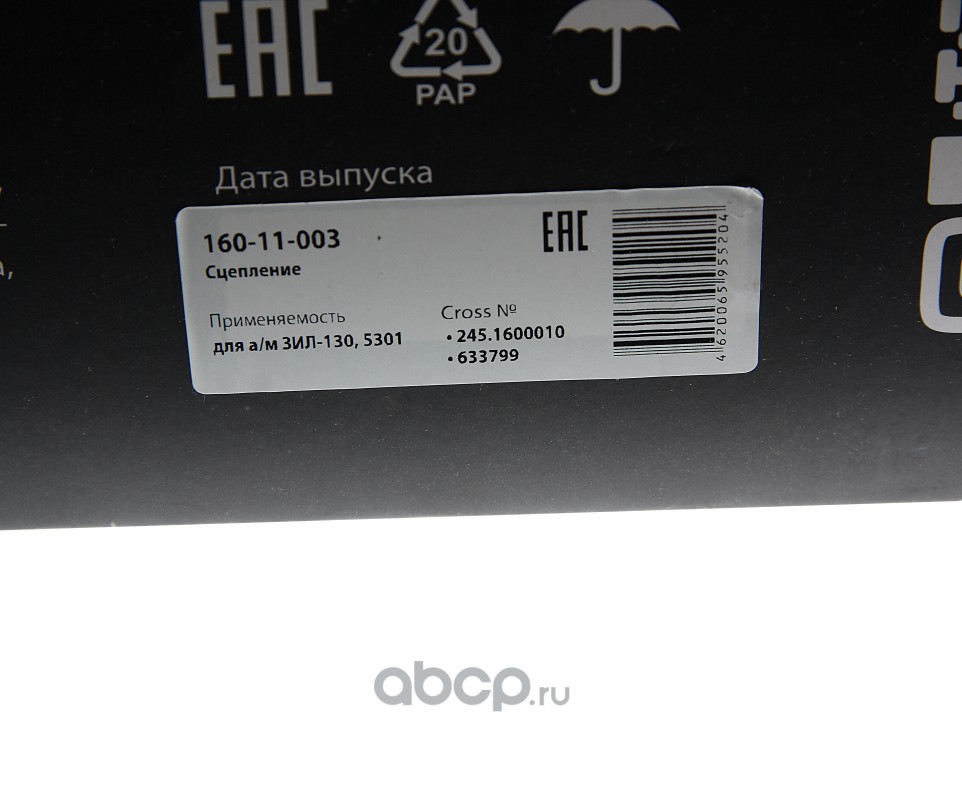 EAC
20
PAP
Дата выпуска
160-11-003
EAC
Сцепление
Применяемость
для а/м ЗИЛ-130, 5301
Cross №
• 245.1600010
• 633799
4620065955204
abcp.ru